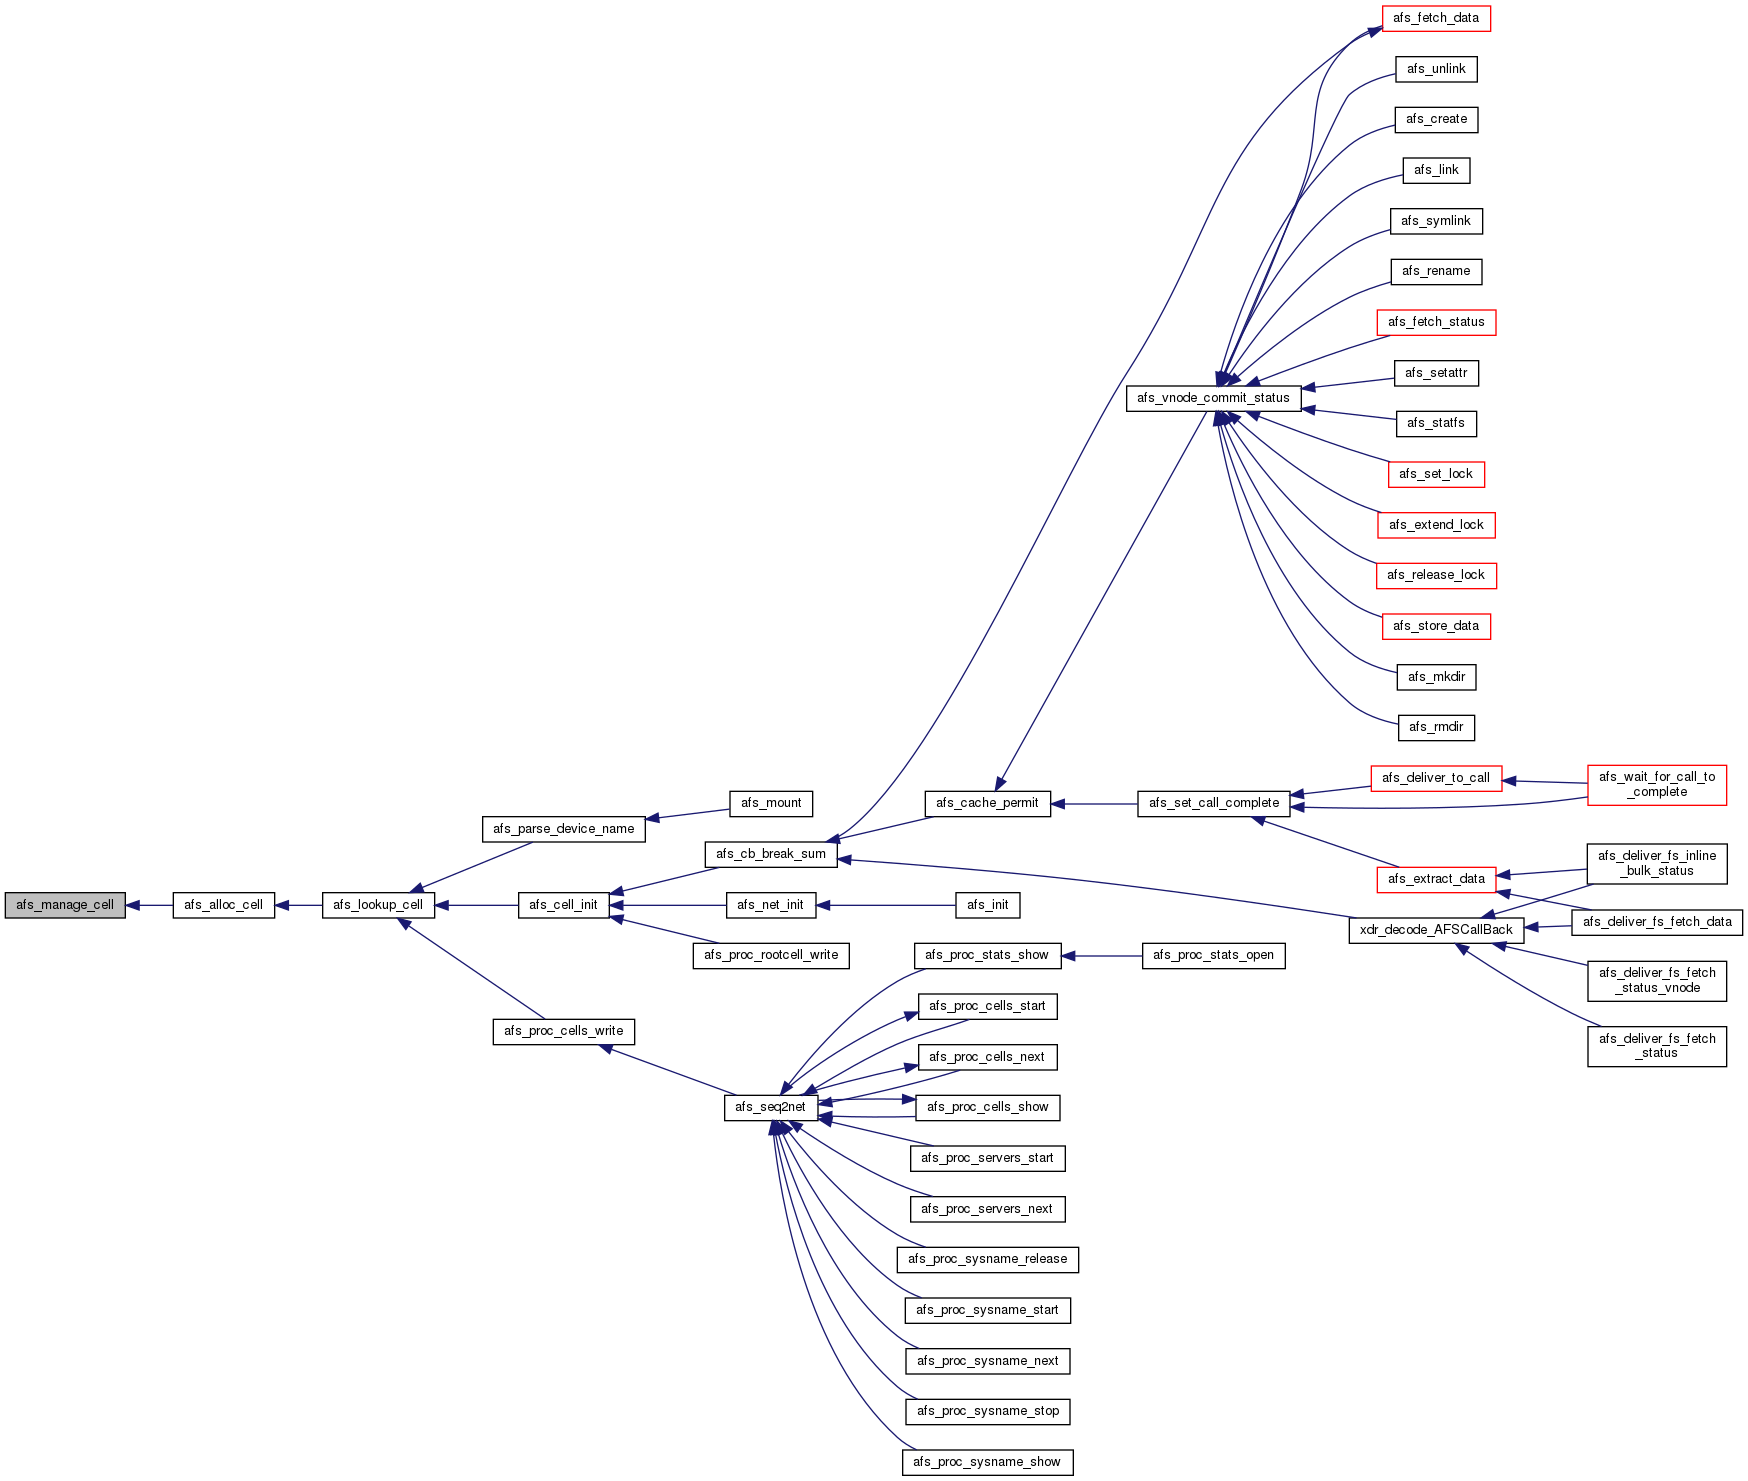 afs_fetch_data
afs_unlink
afs_create
afs_link
afs_symlink
afs_rename
afs_fetch_status
afs_setattr
afs_vnode_commit_status
afs_statfs
afs_set_lock
afs_extend_lock
afs_release_lock
afs_store_data
afs_mkdir
afs_rmdir
afs_deliver_to_call
afs_wait_for_call_to
_complete
afs_mount
afs_cache_permit
afs_set_call_complete
afs_parse_device_name
afs_cb_break_sum
afs_deliver_fs_inline
_bulk_status
afs_extract_data
afs_manage_cell
afs_alloc_cell
afs_lookup_cell
afs_cell_init
afs_net_init
afs_init
afs_deliver_fs_fetch_data
xdr_decode_AFSCallBack
afs_proc_rootcell_write
afs_proc_stats_show
afs_proc_stats_open
afs_deliver_fs_fetch
_status_vnode
afs_proc_cells_start
afs_proc_cells_write
afs_deliver_fs_fetch
_status
afs_proc_cells_next
afs_seq2net
afs_proc_cells_show
afs_proc_servers_start
afs_proc_servers_next
afs_proc_sysname_release
afs_proc_sysname_start
afs_proc_sysname_next
afs_proc_sysname_stop
afs_proc_sysname_show